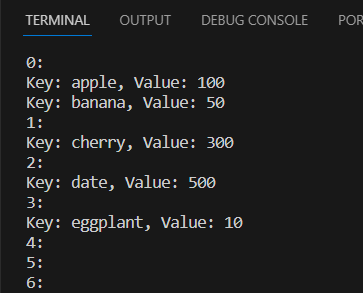 TERMINAL OUTPUT DEBUG CONSOLE
0:
Key: apple, Value: 100
Key: banana, Value: 50
1:
Key: cherry, Value: 300
2:
Key: date, Value: 500
3:
Key: eggplant, Value: 10
4:
5:
6: